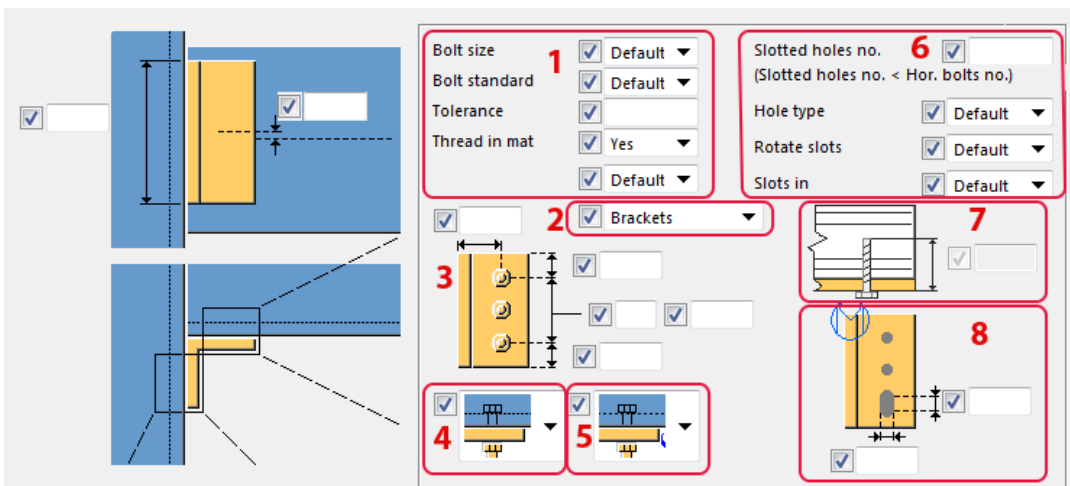 Bolt size 1 Default
Bolt standard Default
Tolerance
Thread in mat Yes
Default
2 Brackets
3
4
5
Slotted holes no. 6
(Slotted holes no. < Hor. bolts no.)
Hole type Default
Rotate slots Default
Slots in Default
7
8